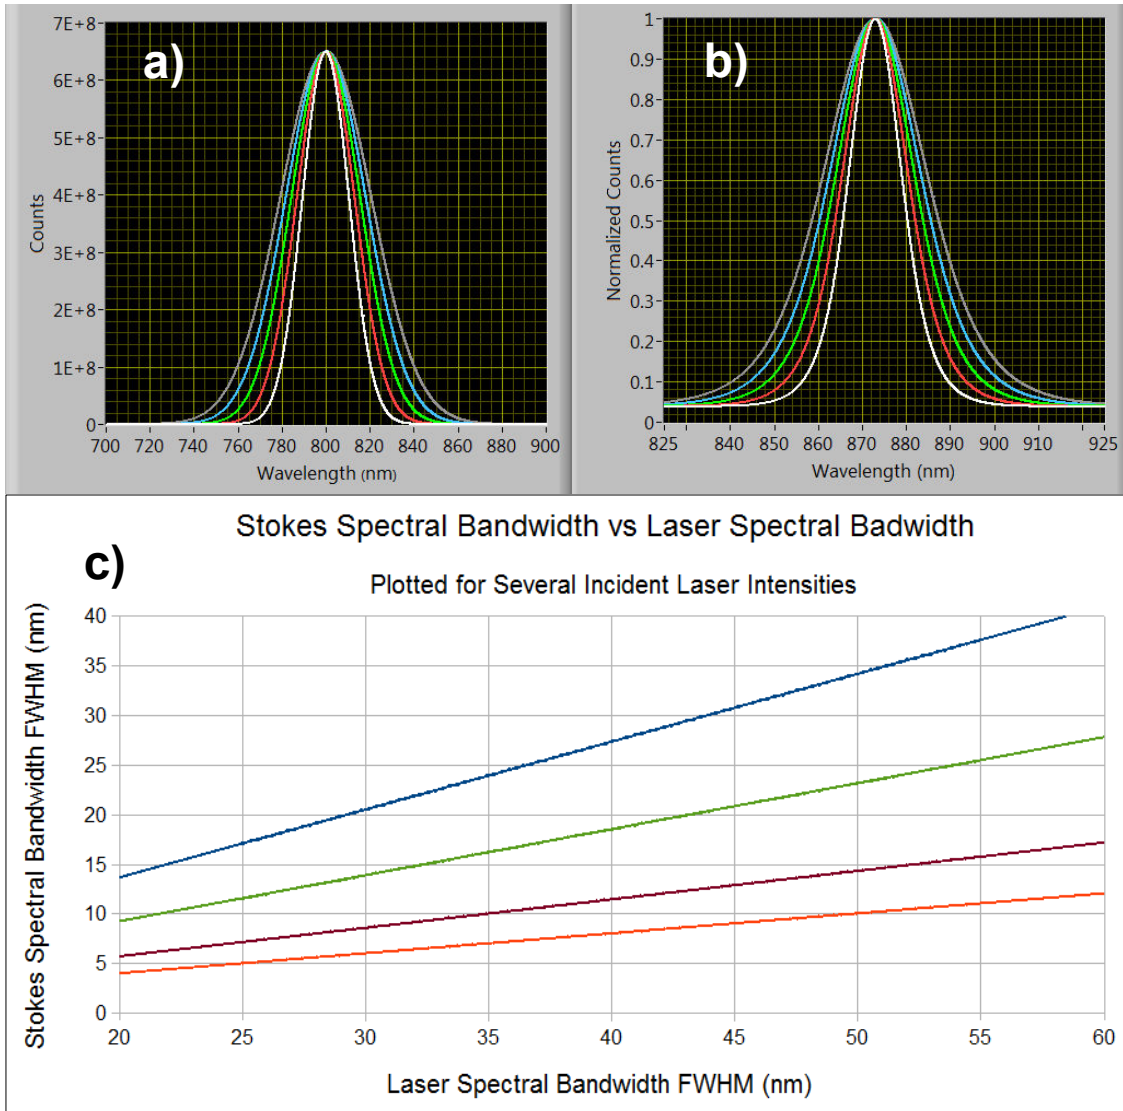 a)
7E+8
6E+8
5E+8
4E+8
3E+8
2E+8
1E+8
0
Counts
700 720 740 760 780 800 820 840 860 880 900
Wavelength (nm)
b)
1
0.9
0.8
0.7
0.6
0.5
0.4
0.3
0.2
0.1
0
Normalized Counts
825 840 850 860 870 880 890 900 910 925
Wavelength (nm)
Stokes Spectral Bandwidth vs Laser Spectral Badwidth
c)
Plotted for Several Incident Laser Intensities
40
35
30
25
20
15
10
5
0
Stokes Spectral Bandwidth FWHM (nm)
20 25 30 35 40 45 50 55 60
Laser Spectral Bandwidth FWHM (nm)